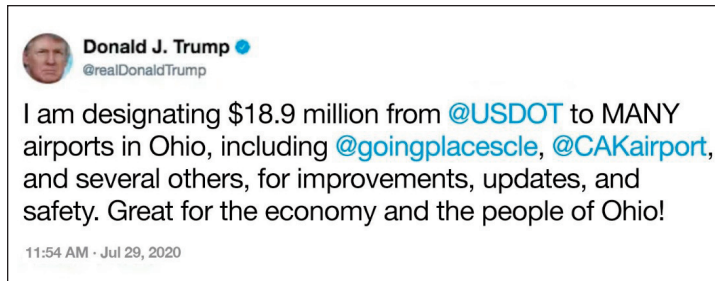 Donald J. Trump
@realDonaldTrump
I am designating $18.9 million from @USDOT to MANY
airports in Ohio, including @goingplacescle, @CAKairport,
and several others, for improvements, updates, and
safety. Great for the economy and the people of Ohio!
11:54 AM · Jul 29, 2020